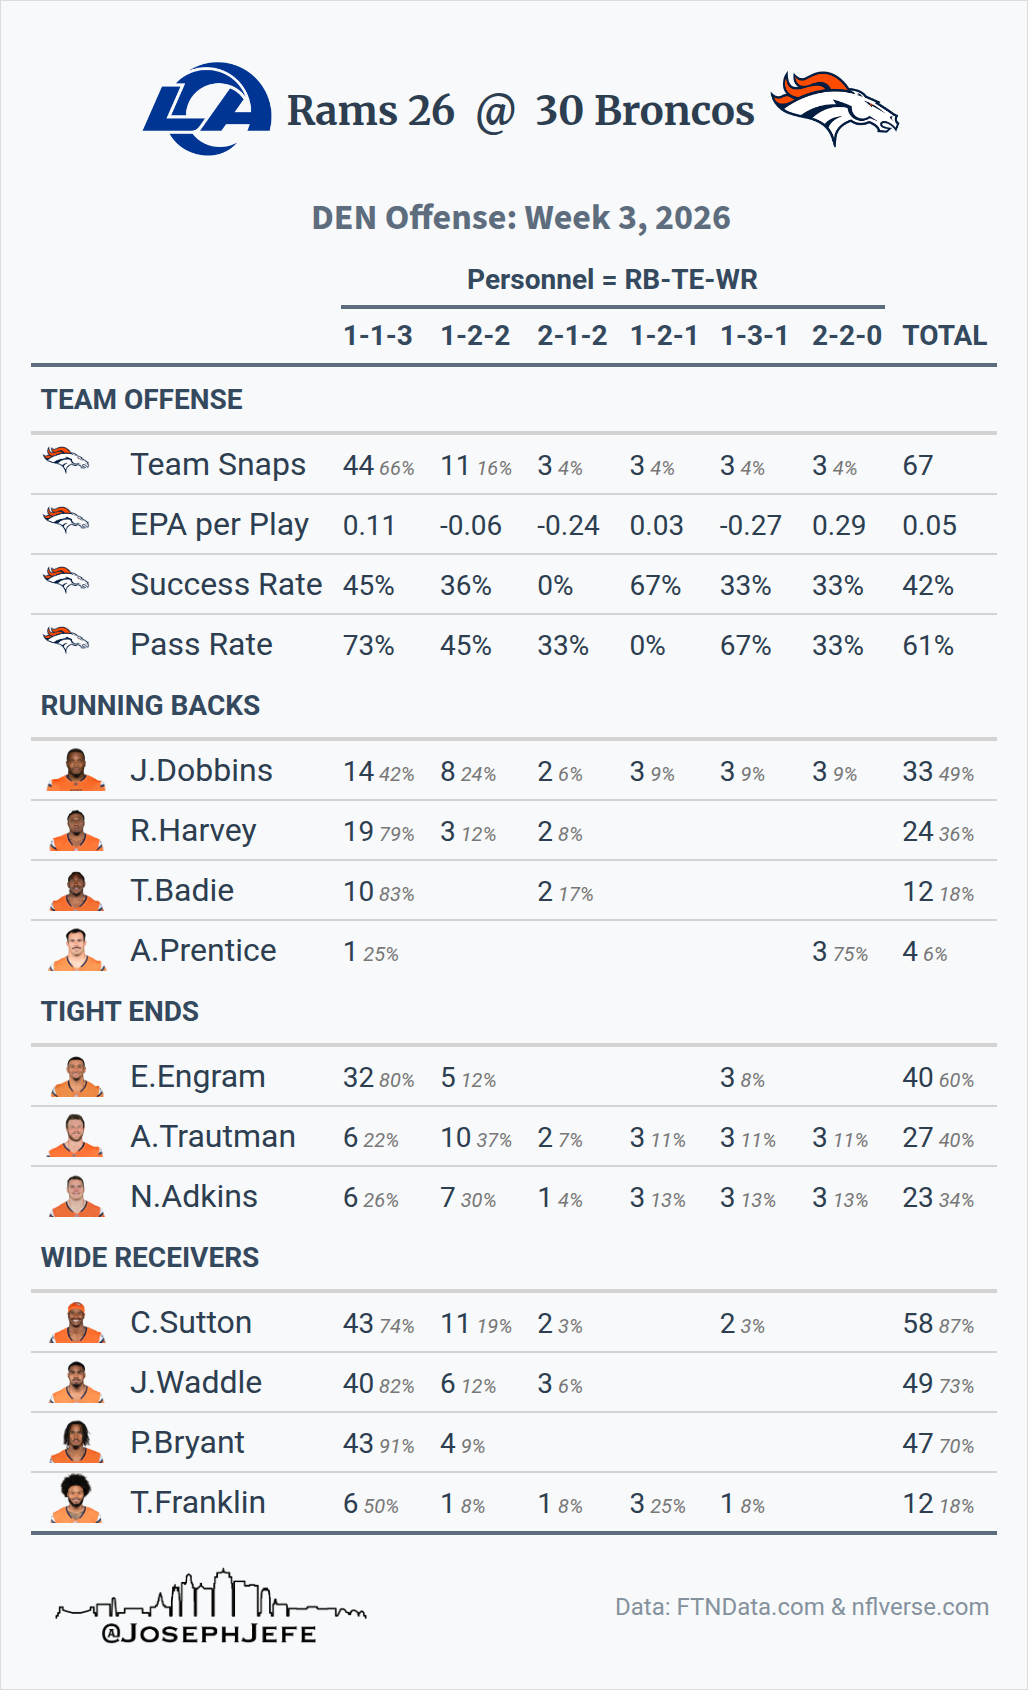 LA
Rams 26 @ 30 Broncos
DEN Offense: Week 3, 2026
Personnel = RB-TE-WR
1-1-3 1-2-2 2-1-2 1-2-1 1-3-1 2-2-0 TOTAL
TEAM OFFENSE
Team Snaps 44 66% 11 16% 3 4% 3 4% 3 4% 3 4% 67
EPA per Play 0.11 -0.06 -0.24 0.03 -0.27 0.29 0.05
Success Rate 45% 36% 0% 67% 33% 33% 42%
Pass Rate 73% 45% 33% 0% 67% 33% 61%
RUNNING BACKS
J.Dobbins 14 42% 8 24% 2 6% 3 9% 3 9% 3 9% 33 49%
R.Harvey 19 79% 3 12% 2 8% 24 36%
T.Badie 10 83% 2 17% 12 18%
A.Prentice 1 25% 3 75% 4 6%
TIGHT ENDS
E.Engram 32 80% 5 12% 3 8% 40 60%
A.Trautman 6 22% 10 37% 2 7% 3 11% 3 11% 3 11% 27 40%
N.Adkins 6 26% 7 30% 1 4% 3 13% 3 13% 3 13% 23 34%
WIDE RECEIVERS
C.Sutton 43 74% 11 19% 2 3% 2 3% 58 87%
J.Waddle 40 82% 6 12% 3 6% 49 73%
P.Bryant 43 91% 4 9% 47 70%
T.Franklin 6 50% 1 8% 1 8% 3 25% 1 8% 12 18%
@JosephJefe
Data: FTNData.com & nflverse.com